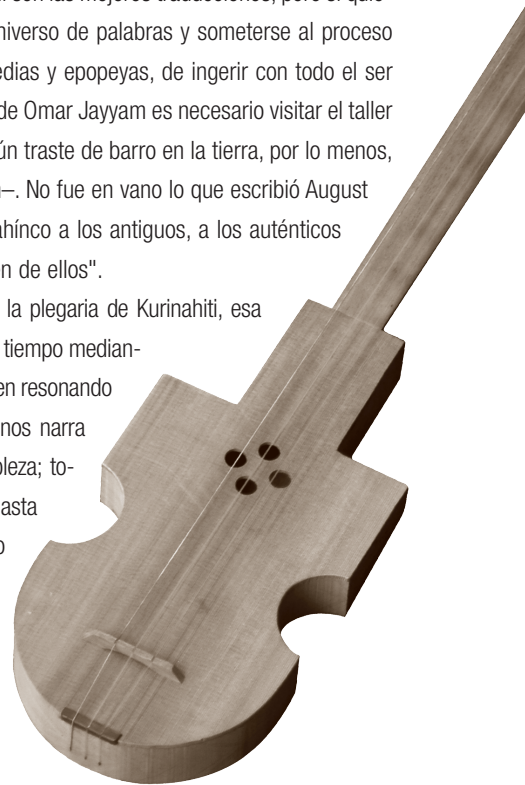 son las mejores traducciones, pero si quie-
niverso de palabras y someterse al proceso
edias y epopeyas, de ingerir con todo el ser
de Omar Jayyam es necesario visitar el taller
ún traste de barro en la tierra, por lo menos,
–. No fue en vano lo que escribió August
ahínco a los antiguos, a los auténticos
n de ellos".
la plegaria de Kurinahiti, esa
tiempo median-
en resonando
nos narra
oleza; to-
asta
o